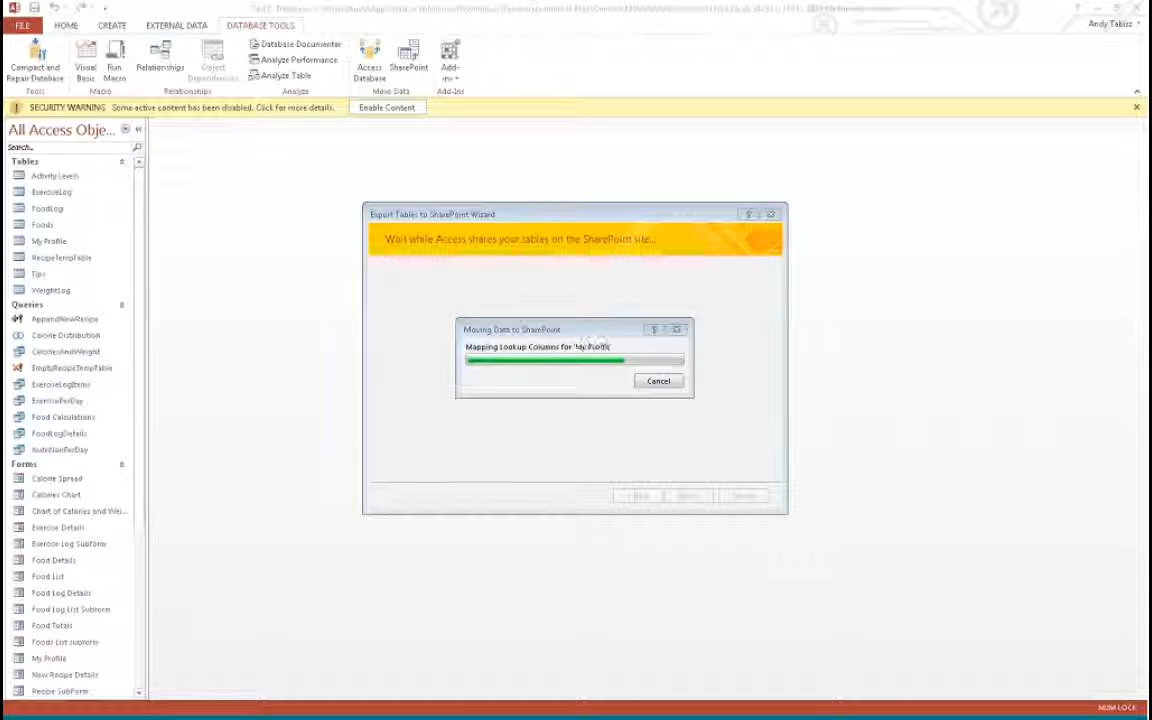 Andy Tabisz
FILE HOME CREATE EXTERNAL DATA DATABASE TOOLS
Compact and Repair Database
Visual Basic
Run Macro
Relationships
Object Dependencies
Database Documenter
Analyze Performance
Analyze Table
Access Database
SharePoint
Add-ins
Tools Macro Relationships Analyze Move Data Add-Ins
SECURITY WARNING Some active content has been disabled. Click for more details. Enable Content
All Access Obje...
Search...
Tables
Activity Levels
ExerciseLog
FoodLog
Foods
My Profile
RecipeTempTable
Tips
WeightLog
Queries
AppendNewRecipe
Calorie Distribution
CaloriesAndWeight
EmptyRecipeTempTable
ExerciseLogItems
ExercisePerDay
Food Calculations
FoodLogDetails
NutritionPerDay
Forms
Calorie Spread
Calories Chart
Chart of Calories and Wei...
Exercise Details
Exercise Log Subform
Food Details
Food List
Food Log Details
Food Log List Subform
Food Totals
Foods List subform
My Profile
New Recipe Details
Recipe SubForm
Export Tables to SharePoint Wizard
Wait while Access shares your tables on the SharePoint site...
Moving Data to SharePoint
Mapping Lookup Columns for 'My Profile'
Cancel
NUM LOCK